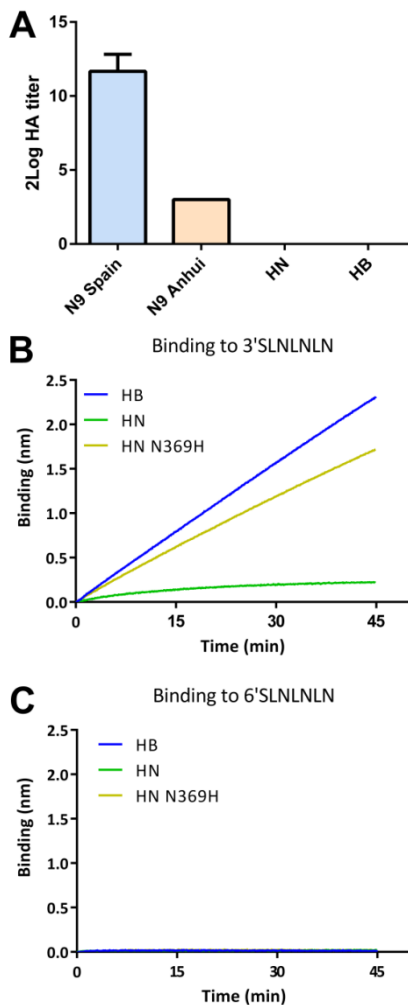 A
2Log HA titer
15
10
5
0
N9 Spain
N9 Anhui
HN
HB
B
Binding to 3'SLNLNLN
Binding (nm)
2.5
2.0
1.5
1.0
0.5
0.0
HB
HN
HN N369H
0
15
30
45
Time (min)
C
Binding to 6'SLNLNLN
Binding (nm)
2.5
2.0
1.5
1.0
0.5
0.0
HB
HN
HN N369H
0
15
30
45
Time (min)